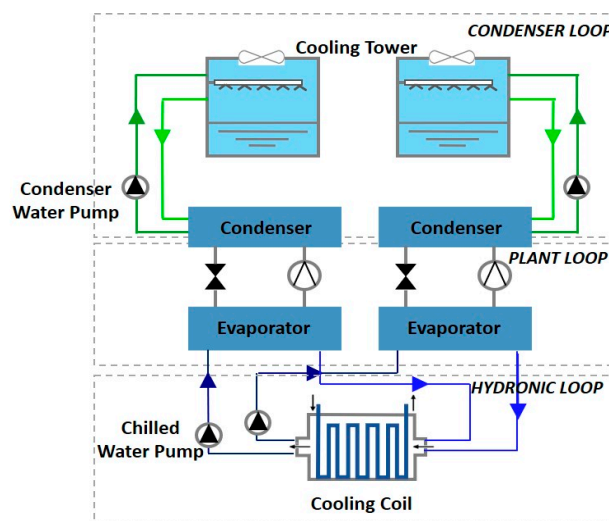 CONDENSER LOOP
Cooling Tower
Condenser
Water Pump
Condenser
Condenser
PLANT LOOP
Evaporator
Evaporator
HYDRONIC LOOP
Chilled
Water Pump
Cooling Coil